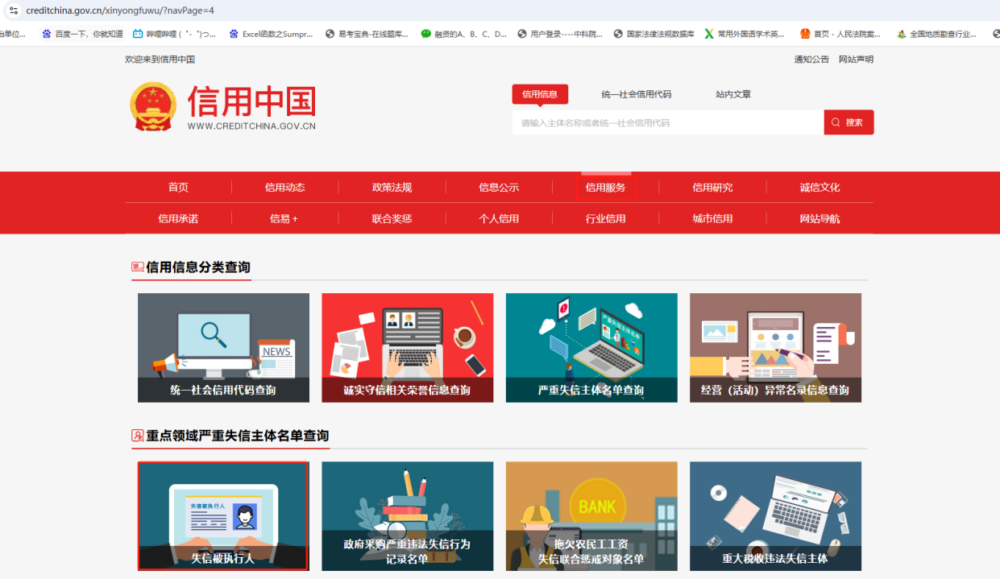 creditchina.gov.cn/xinyongfuwu/?navPage=4
台单位...
百度一下，你就知道
哔哩哔哩 (゜-゜)つ...
Excel函数之Sumpr...
易考宝典-在线题库...
融资的A、B、C、D...
用户登录----中科院...
国家法律法规数据库
常用外国语学术英...
首页 - 人民法院案...
全国地质勘查行业...
欢迎来到信用中国
通知公告 网站声明
信用中国
WWW.CREDITCHINA.GOV.CN
信用信息
统一社会信用代码
站内文章
请输入主体名称或者统一社会信用代码
搜索
首页
信用动态
政策法规
信息公示
信用服务
信用研究
诚信文化
信用承诺
信易+
联合奖惩
个人信用
行业信用
城市信用
网站导航
信用信息分类查询
NEWS
统一社会信用代码查询
诚实守信相关荣誉信息查询
严重失信主体名单
严重失信主体名单查询
经营（活动）异常名录信息查询
重点领域严重失信主体名单查询
失信被执行人
失信被执行人
政府采购严重违法失信行为
记录名单
BANK
拖欠农民工工资
失信联合惩戒对象名单
重大税收违法失信主体